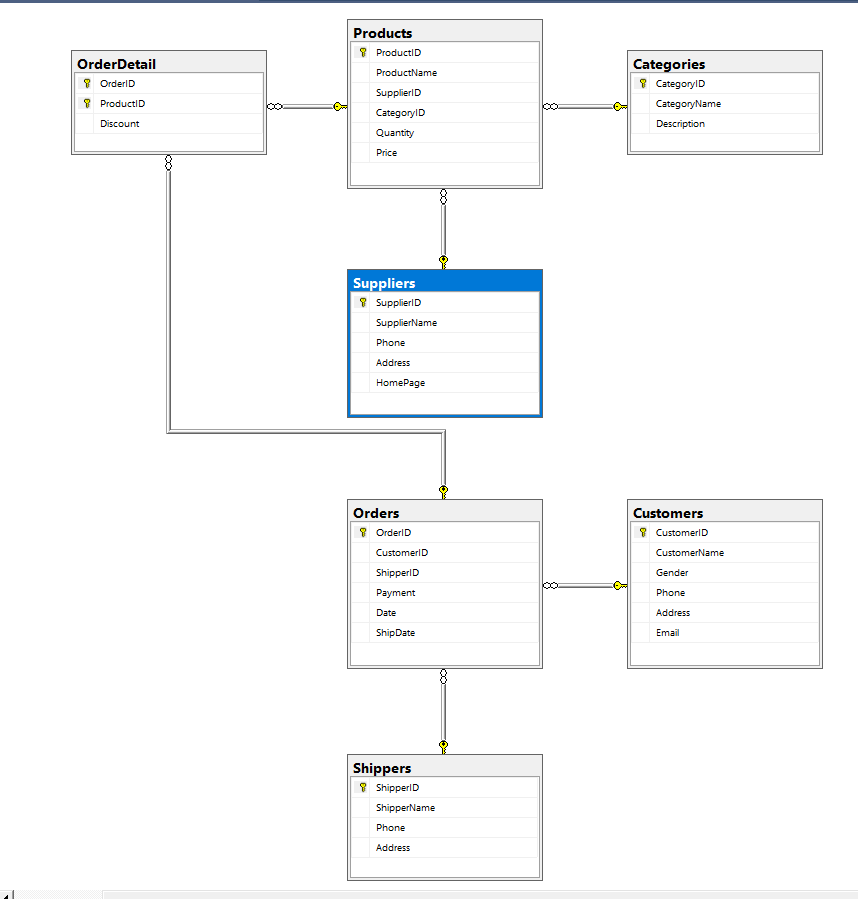 OrderDetail
OrderID
ProductID
Discount
Products
ProductID
ProductName
SupplierID
CategoryID
Quantity
Price
Categories
CategoryID
CategoryName
Description
Suppliers
SupplierID
SupplierName
Phone
Address
HomePage
Orders
OrderID
CustomerID
ShipperID
Payment
Date
ShipDate
Customers
CustomerID
CustomerName
Gender
Phone
Address
Email
Shippers
ShipperID
ShipperName
Phone
Address